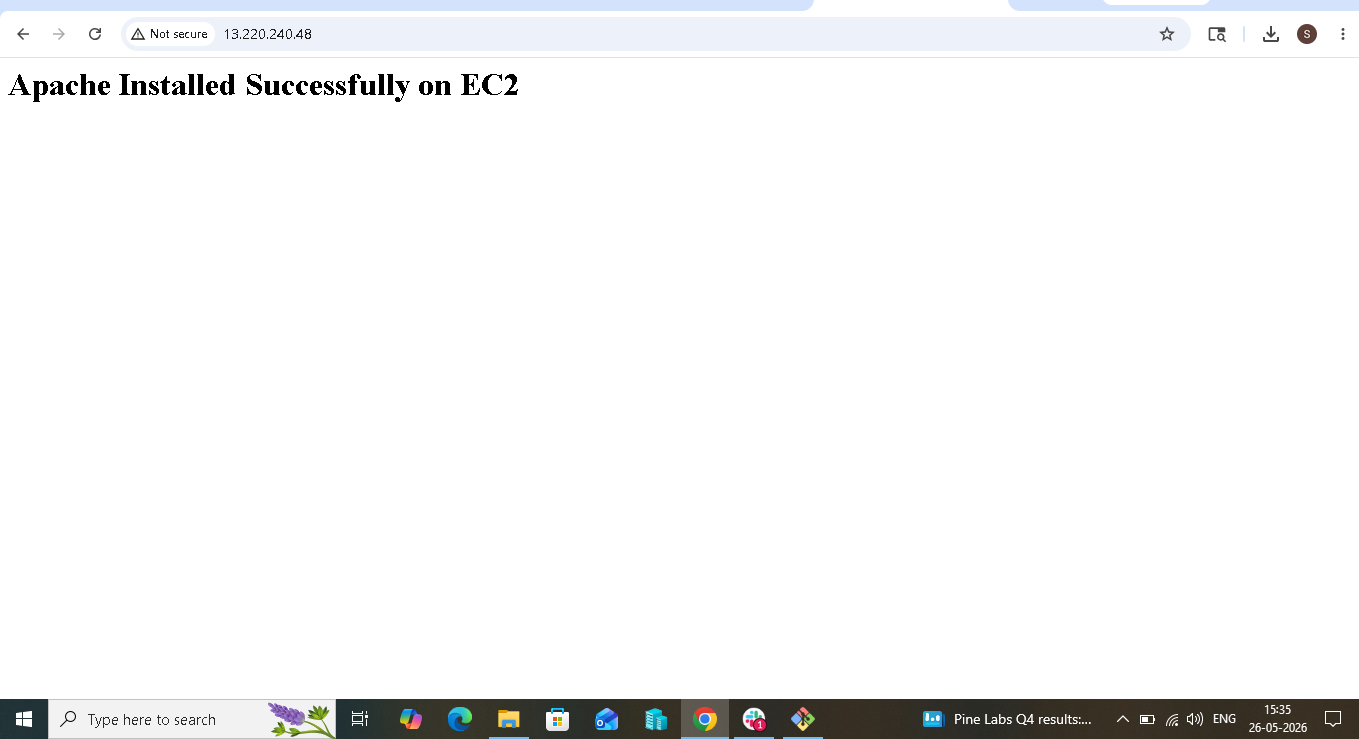 Not secure
13.220.240.48
S
Apache Installed Successfully on EC2
Type here to search
1
Pine Labs Q4 results:...
ENG
15:35
26-05-2026